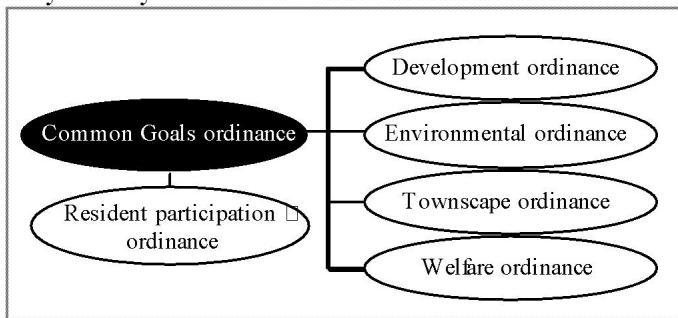 Development ordinance
Common Goals ordinance
Environmental ordinance
Resident participation □
ordinance
Townscape ordinance
Welfare ordinance